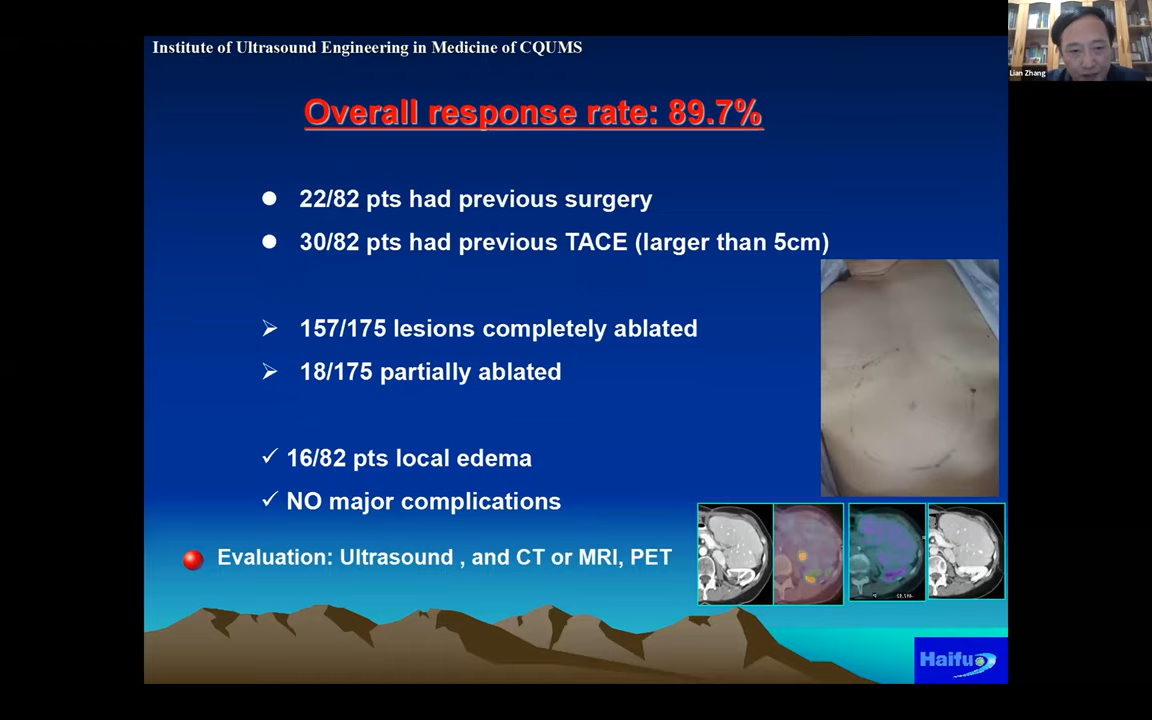 Institute of Ultrasound Engineering in Medicine of CQUMS
Lian Zhang
Overall response rate: 89.7%
22/82 pts had previous surgery
30/82 pts had previous TACE (larger than 5cm)
157/175 lesions completely ablated
18/175 partially ablated
16/82 pts local edema
NO major complications
Evaluation: Ultrasound , and CT or MRI, PET
Haifu